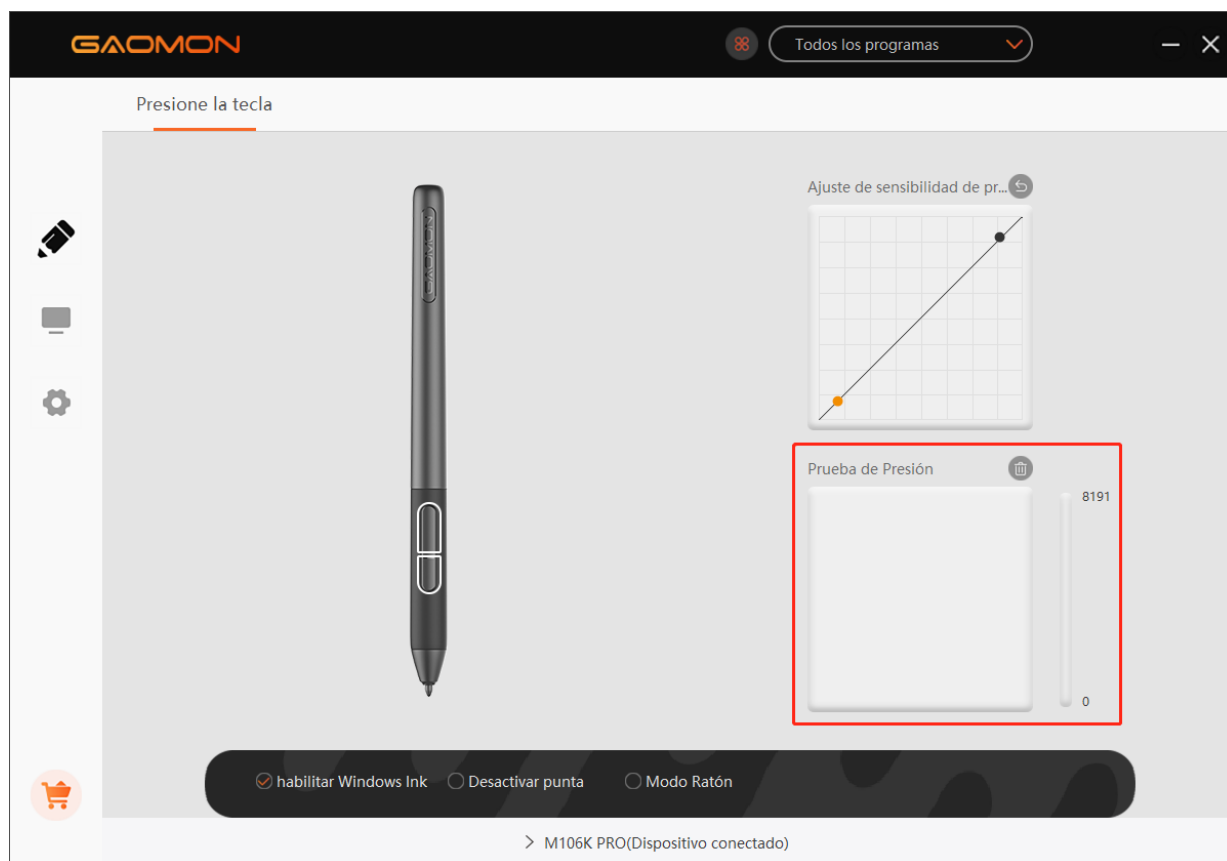 GAOMON
Todos los programas
Presione la tecla
Ajuste de sensibilidad de pr...
GAOMON
Prueba de Presión
8191
0
habilitar Windows Ink Desactivar punta Modo Ratón
M106K PRO(Dispositivo conectado)